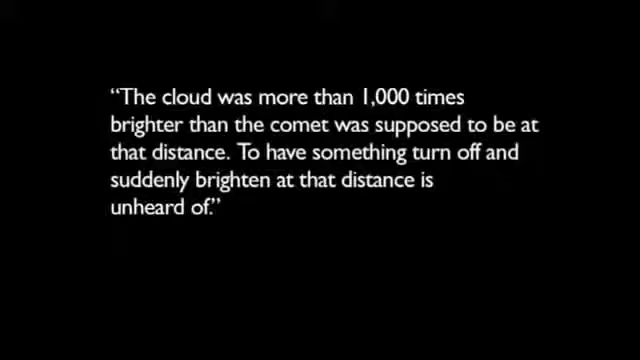 “The cloud was more than 1,000 times
brighter than the comet was supposed to be at
that distance. To have something turn off and
suddenly brighten at that distance is
unheard of.”